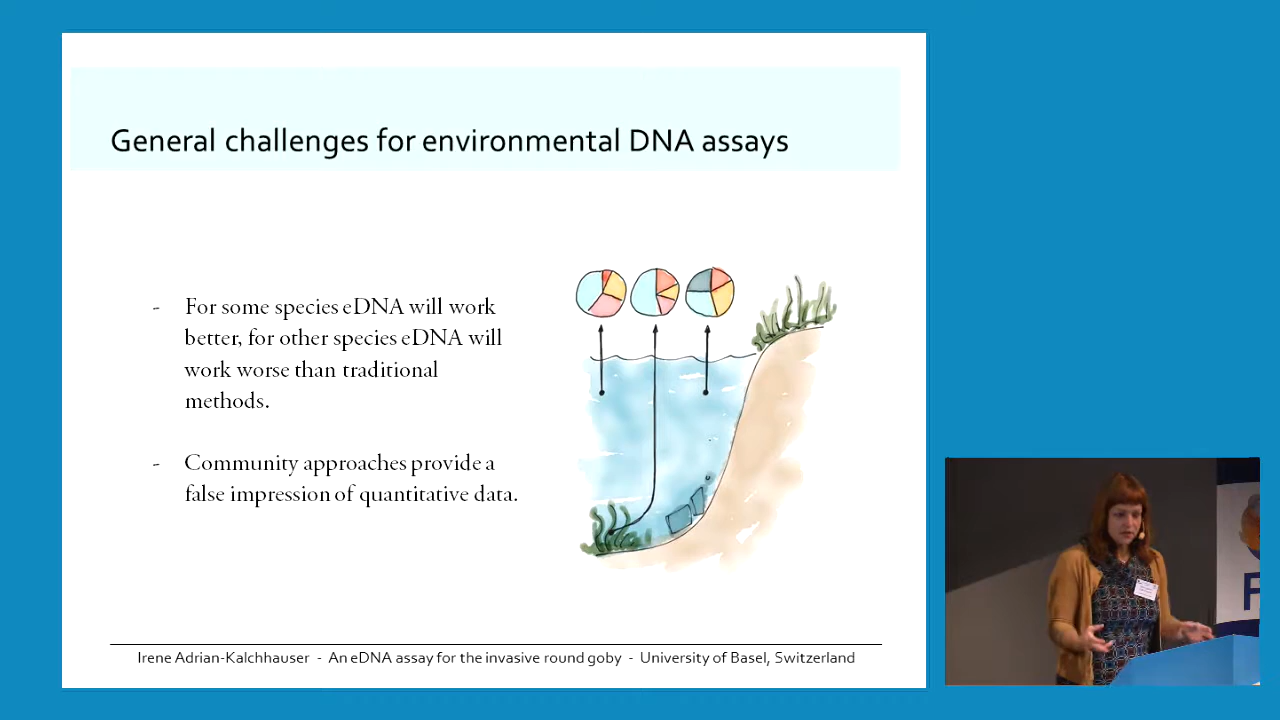 General challenges for environmental DNA assays
- For some species eDNA will work
better, for other species eDNA will
work worse than traditional
methods.
- Community approaches provide a
false impression of quantitative data.
Irene Adrian-Kalchhauser - An eDNA assay for the invasive round goby - University of Basel, Switzerland
F